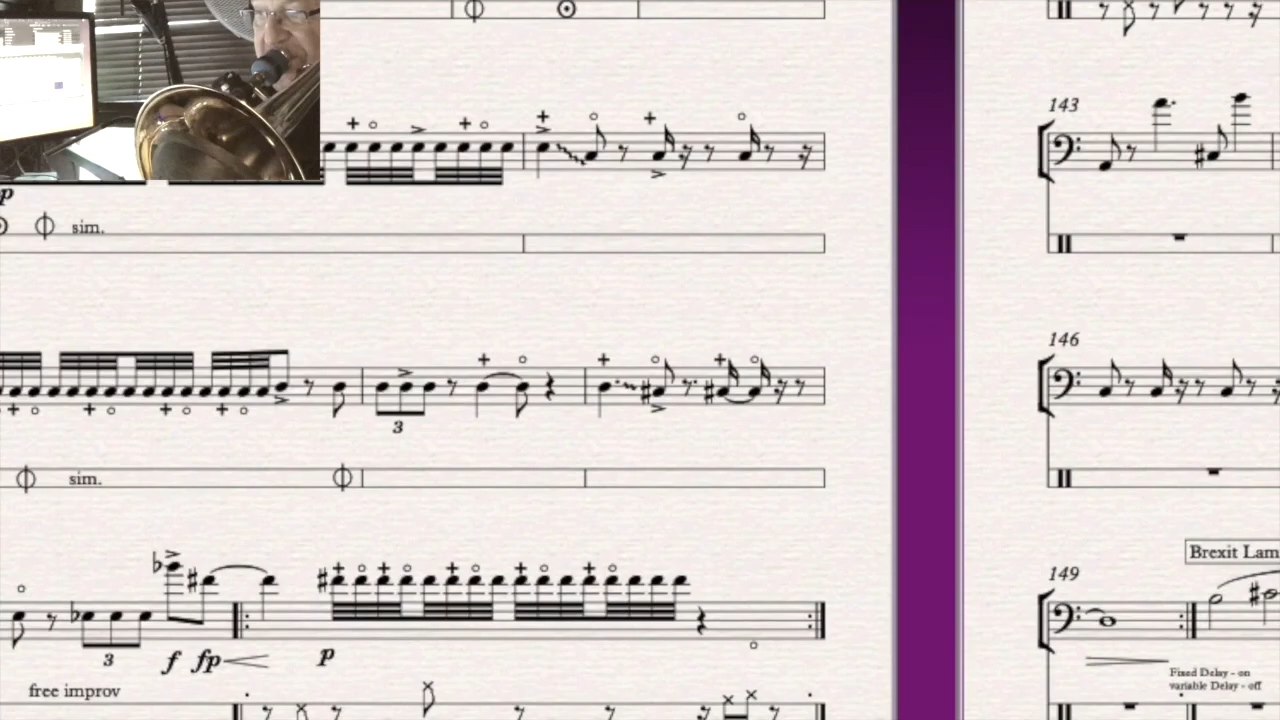 143
p
sim.
146
3
sim.
Brexit Lam
149
3
f fp
p
Fixed Delay - on
variable Delay - off
free improv